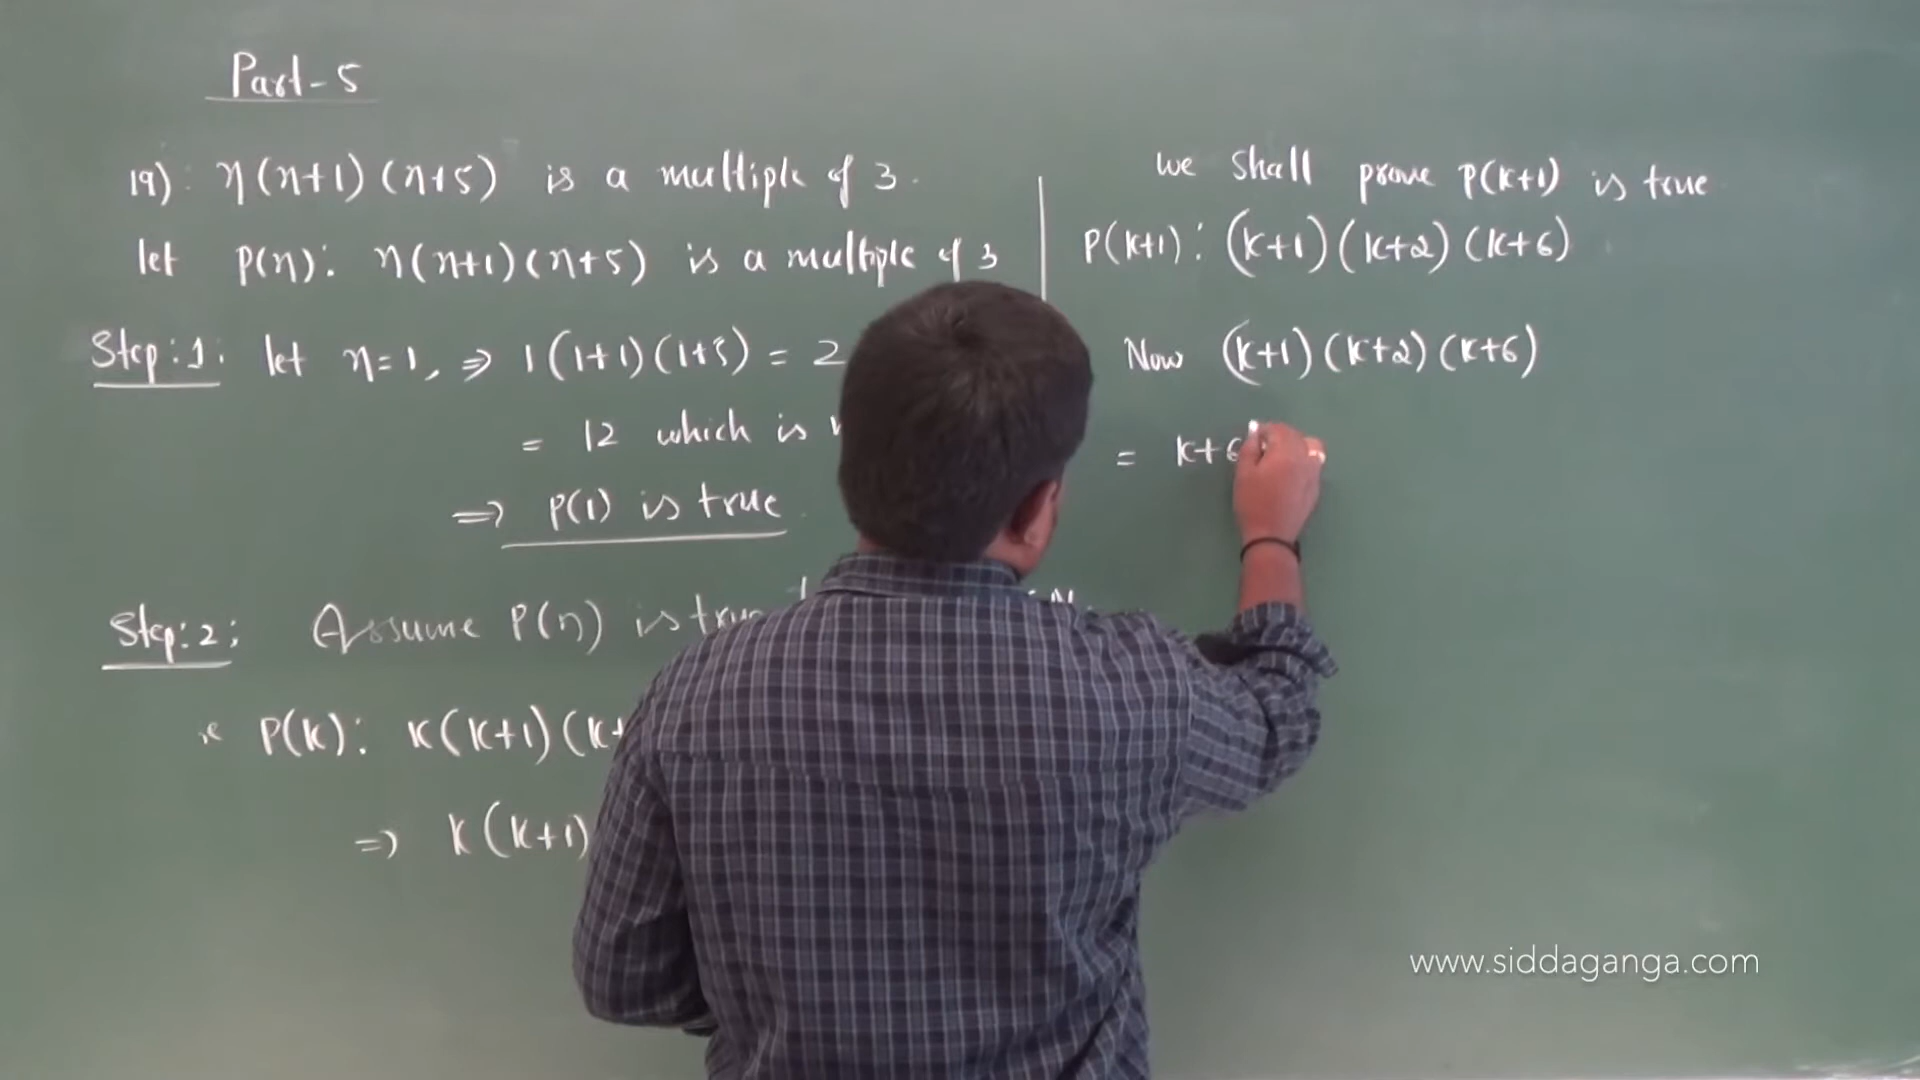 Part-5
19): n(n+1)(n+5) is a multiple of 3.
let P(n): n(n+1)(n+5) is a multiple of 3
Step:1: let n=1, ⇒ 1(1+1)(1+5) = 2
= 12 which is
⇒ P(1) is true
Step:2: Assume P(n) is true
P(k): k(k+1)(k+
⇒ k(k+1)
we shall prove P(k+1) is true
P(k+1): (k+1)(k+2)(k+6)
Now (k+1)(k+2)(k+6)
= k+6
www.siddaganga.com